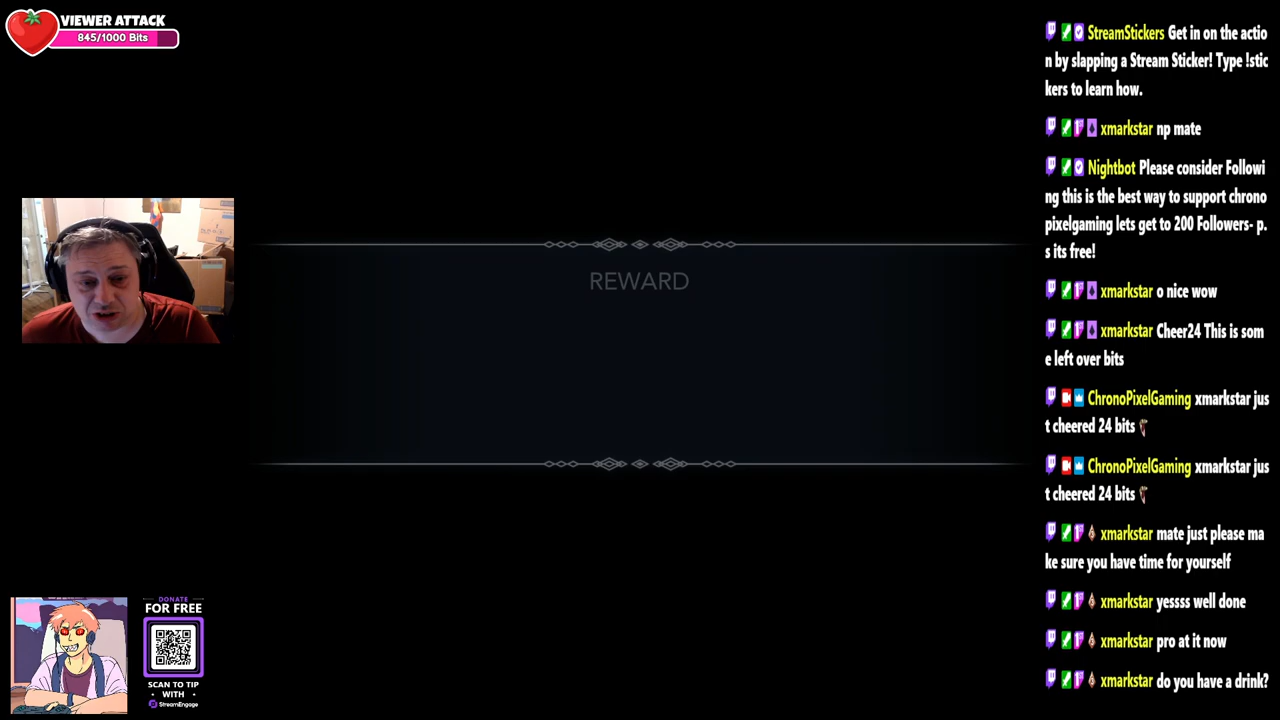 VIEWER ATTACK
845/1000 Bits
REWARD
DONATE
FOR FREE
SCAN TO TIP
• WITH •
StreamEngage
StreamStickers Get in on the actio
n by slapping a Stream Sticker! Type !stic
kers to learn how.
xmarkstar np mate
Nightbot Please consider Followi
ng this is the best way to support chrono
pixelgaming lets get to 200 Followers- p.
s its free!
xmarkstar o nice wow
xmarkstar Cheer24 This is som
e left over bits
ChronoPixelGaming xmarkstar jus
t cheered 24 bits
ChronoPixelGaming xmarkstar jus
t cheered 24 bits
xmarkstar mate just please ma
ke sure you have time for yourself
xmarkstar yessss well done
xmarkstar pro at it now
xmarkstar do you have a drink?